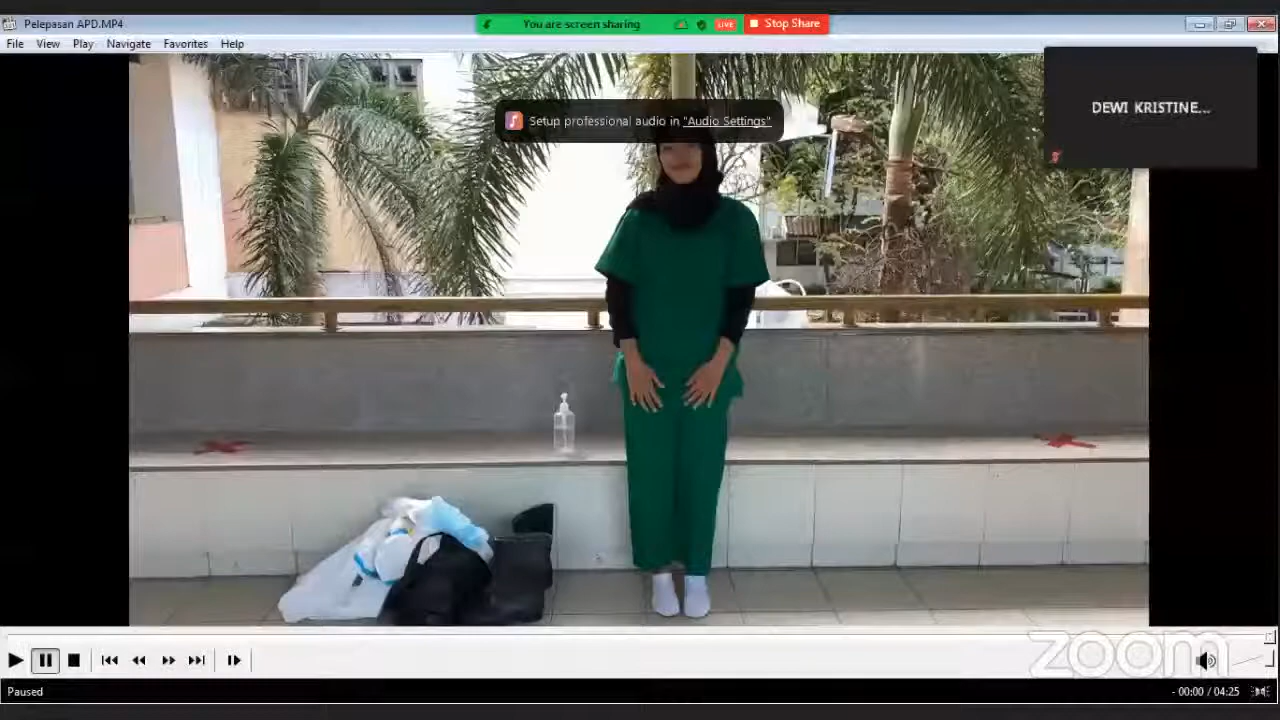 Pelepasan APD.MP4
You are screen sharing
LIVE
Stop Share
File View Play Navigate Favorites Help
DEWI KRISTINE...
Setup professional audio in "Audio Settings"
zoom
Paused
- 00:00 / 04:25